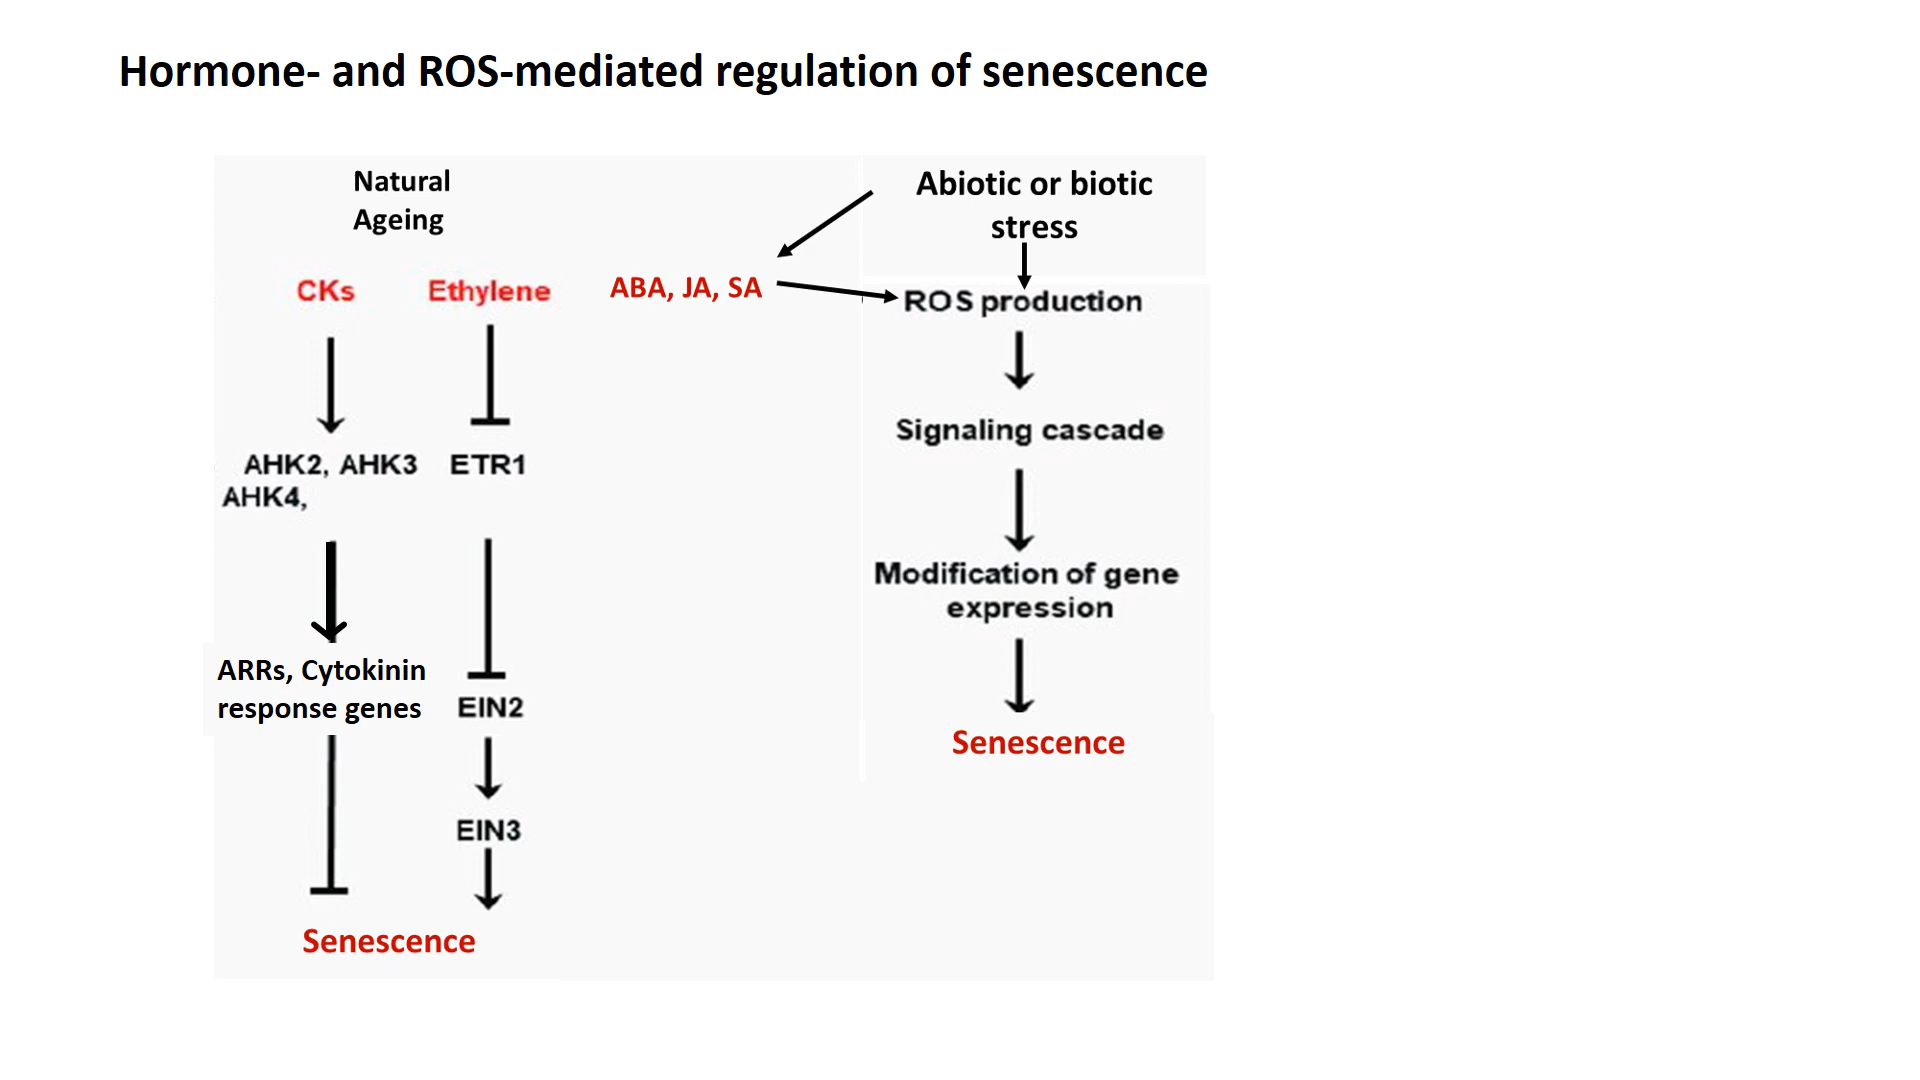 Hormone- and ROS-mediated regulation of senescence
Natural
Ageing
Abiotic or biotic
stress
CKs
Ethylene
ABA, JA, SA
ROS production
Signaling cascade
AHK2, AHK3
AHK4,
ETR1
Modification of gene
expression
ARRs, Cytokinin
response genes
EIN2
Senescence
EIN3
Senescence